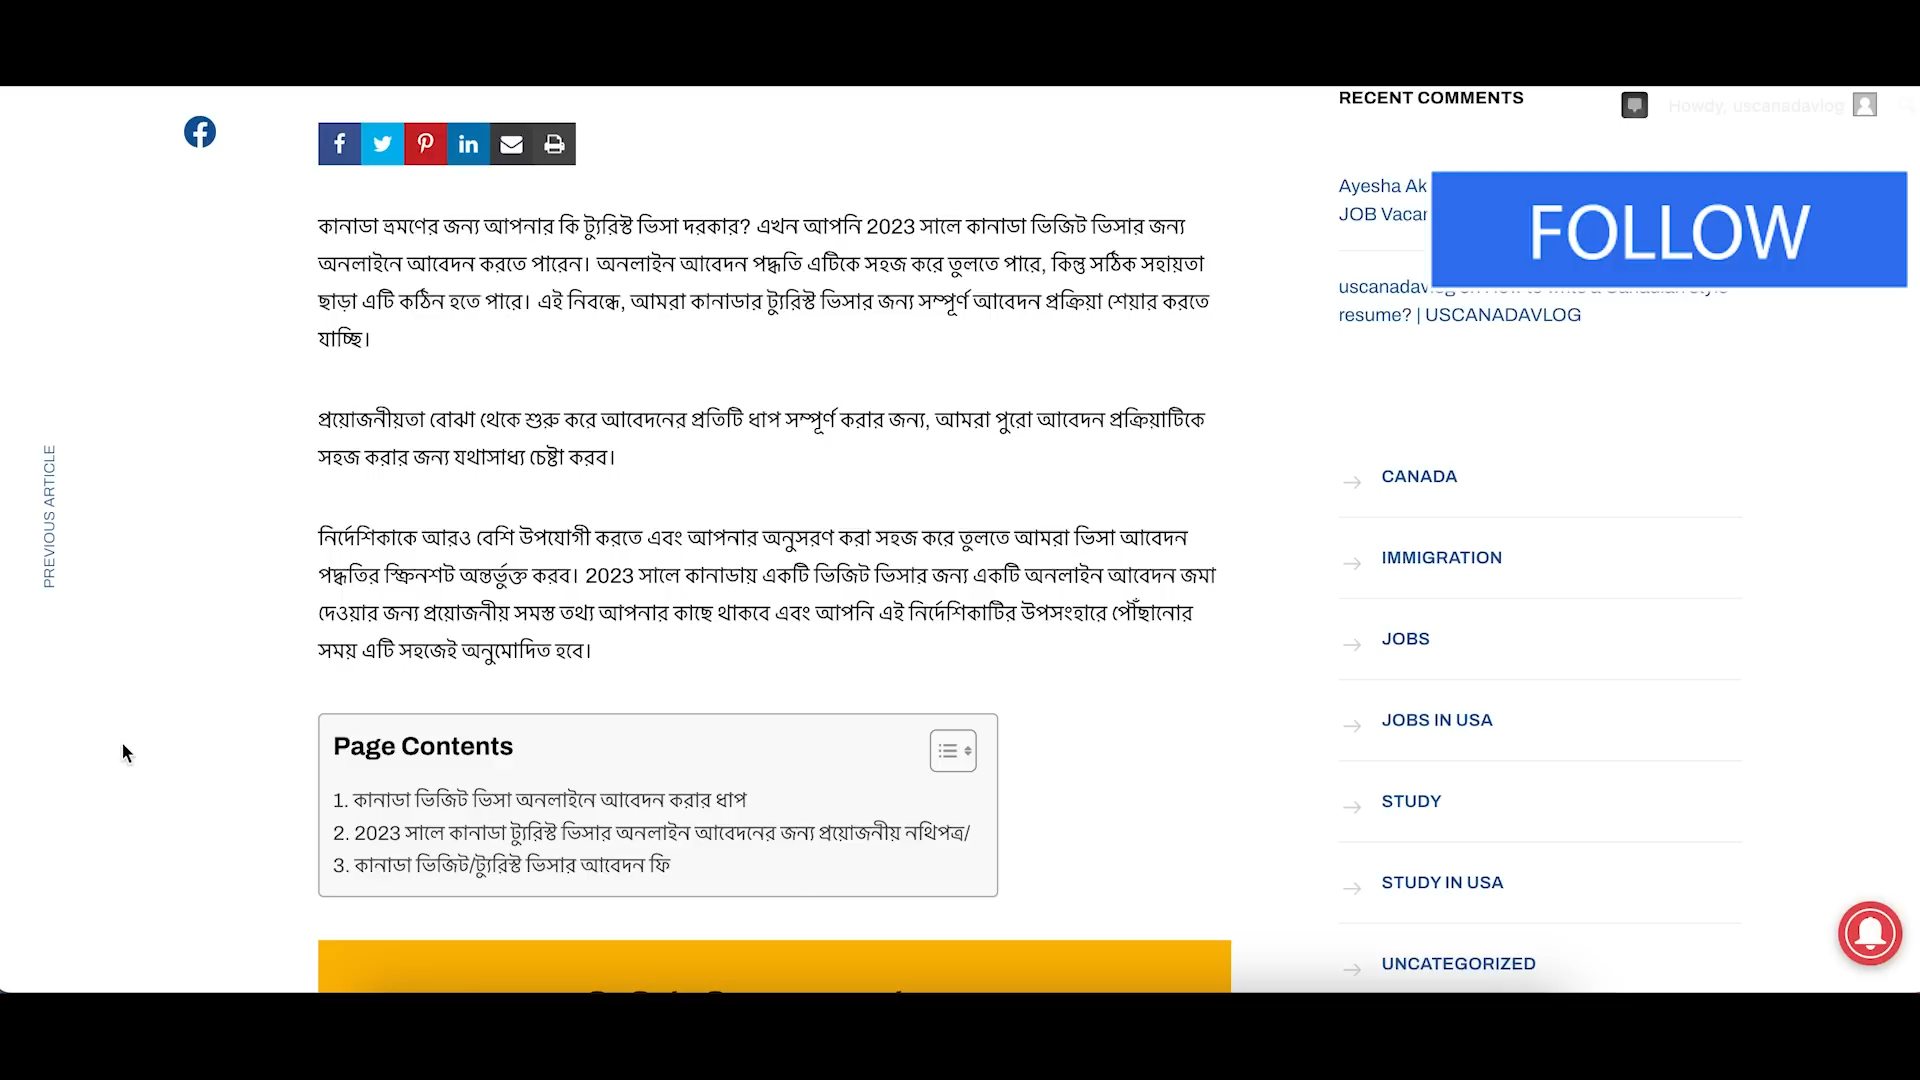 RECENT COMMENTS
Howdy, uscanadavlog
Ayesha Ak
JOB Vacan
FOLLOW
resume? | USCANADAVLOG
কানাডা ভ্রমণের জন্য আপনার কি ট্যুরিস্ট ভিসা দরকার? এখন আপনি 2023 সালে কানাডা ভিজিট ভিসার জন্য
অনলাইনে আবেদন করতে পারেন। অনলাইন আবেদন পদ্ধতি এটিকে সহজ করে তুলতে পারে, কিন্তু সঠিক সহায়তা
ছাড়া এটি কঠিন হতে পারে। এই নিবন্ধে, আমরা কানাডার ট্যুরিস্ট ভিসার জন্য সম্পূর্ণ আবেদন প্রক্রিয়া শেয়ার করতে
যাচ্ছি।
প্রয়োজনীয়তা বোঝা থেকে শুরু করে আবেদনের প্রতিটি ধাপ সম্পূর্ণ করার জন্য, আমরা পুরো আবেদন প্রক্রিয়াটিকে
সহজ করার জন্য যথাসাধ্য চেষ্টা করব।
নির্দেশিকাকে আরও বেশি উপযোগী করতে এবং আপনার অনুসরণ করা সহজ করে তুলতে আমরা ভিসা আবেদন
পদ্ধতির স্ক্রিনশট অন্তর্ভুক্ত করব। 2023 সালে কানাডায় একটি ভিজিট ভিসার জন্য একটি অনলাইন আবেদন জমা
দেওয়ার জন্য প্রয়োজনীয় সমস্ত তথ্য আপনার কাছে থাকবে এবং আপনি এই নির্দেশিকাটির উপসংহারে পৌঁছানোর
সময় এটি সহজেই অনুমোদিত হবে।
PREVIOUS ARTICLE
Page Contents
1. কানাডা ভিজিট ভিসা অনলাইনে আবেদন করার ধাপ
2. 2023 সালে কানাডা ট্যুরিস্ট ভিসার অনলাইন আবেদনের জন্য প্রয়োজনীয় নথিপত্র/
3. কানাডা ভিজিট/ট্যুরিস্ট ভিসার আবেদন ফি
CANADA
IMMIGRATION
JOBS
JOBS IN USA
STUDY
STUDY IN USA
UNCATEGORIZED